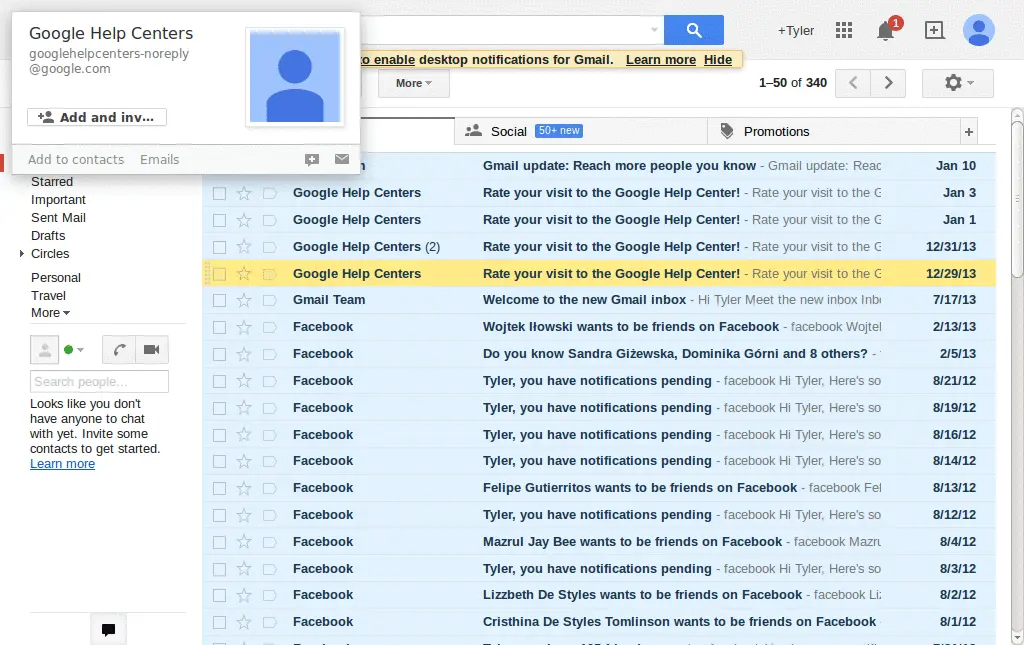 Google Help Centers
googlehelpcenters-noreply
@google.com
Add and inv...
Add to contacts Emails
+Tyler 1
to enable desktop notifications for Gmail. Learn more Hide
More
1–50 of 340
Social 50+ new
Promotions
+
Gmail update: Reach more people you know - Gmail update: Reac Jan 10
Google Help Centers Rate your visit to the Google Help Center! - Rate your visit to the G Jan 3
Google Help Centers Rate your visit to the Google Help Center! - Rate your visit to the G Jan 1
Google Help Centers (2) Rate your visit to the Google Help Center! - Rate your visit to the G 12/31/13
Google Help Centers Rate your visit to the Google Help Center! - Rate your visit to the G 12/29/13
Gmail Team Welcome to the new Gmail inbox - Hi Tyler Meet the new inbox Inbo 7/17/13
Facebook Wojtek Iłowski wants to be friends on Facebook - facebook Wojtel 2/13/13
Facebook Do you know Sandra Giżewska, Dominika Górni and 8 others? - 2/5/13
Facebook Tyler, you have notifications pending - facebook Hi Tyler, Here's so 8/21/12
Facebook Tyler, you have notifications pending - facebook Hi Tyler, Here's so 8/19/12
Facebook Tyler, you have notifications pending - facebook Hi Tyler, Here's so 8/16/12
Facebook Tyler, you have notifications pending - facebook Hi Tyler, Here's so 8/14/12
Facebook Felipe Gutierritos wants to be friends on Facebook - facebook Fel 8/13/12
Facebook Tyler, you have notifications pending - facebook Hi Tyler, Here's so 8/12/12
Facebook Mazrul Jay Bee wants to be friends on Facebook - facebook Mazru 8/4/12
Facebook Tyler, you have notifications pending - facebook Hi Tyler, Here's so 8/3/12
Facebook Lizzbeth De Styles wants to be friends on Facebook - facebook Liz 8/2/12
Facebook Cristhina De Styles Tomlinson wants to be friends on Facebook 8/1/12
Starred
Important
Sent Mail
Drafts
Circles
Personal
Travel
More
Search people...
Looks like you don't
have anyone to chat
with yet. Invite some
contacts to get started.
Learn more